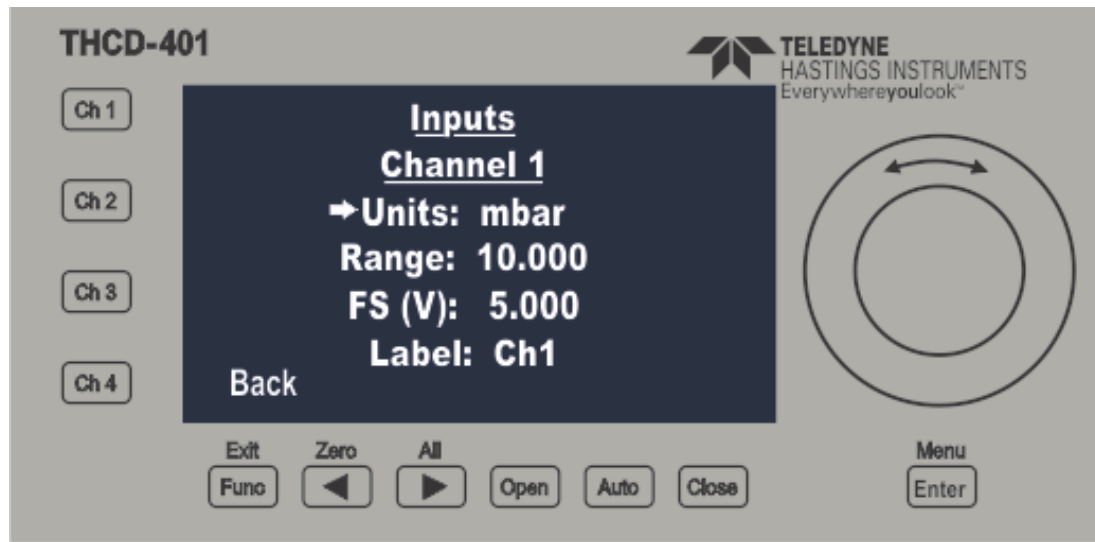 THCD-401
TELEDYNE
HASTINGS INSTRUMENTS
Everywhereyoulook™
Ch 1
Ch 2
Ch 3
Ch 4
Inputs
Channel 1
Units: mbar
Range: 10.000
FS (V): 5.000
Label: Ch1
Back
Exit Zero All Menu
Func Open Auto Close Enter